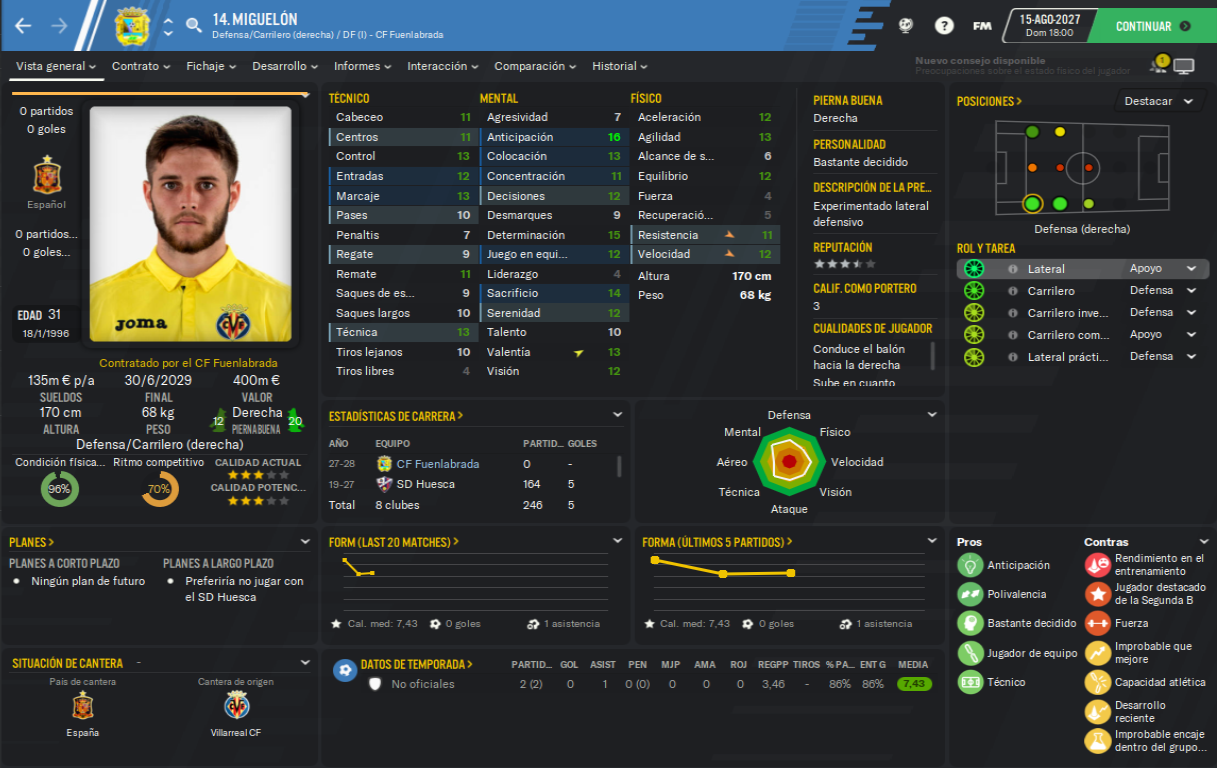 14. MIGUELÓN
Defensa/Carrilero (derecha) / DF (I) - CF Fuenlabrada
FM
15-AGO-2027
Dom 18:00
CONTINUAR
Vista general
Contrato
Fichaje
Desarrollo
Informes
Interacción
Comparación
Historial
Nuevo consejo disponible
Preocupaciones sobre el estado físico del jugador
1
0 partidos
0 goles
Español
0 partidos...
0 goles...
EDAD 31
18/1/1996
joma
Contratado por el CF Fuenlabrada
135m € p/a
SUELDOS
30/6/2029
FINAL
400m €
VALOR
170 cm
ALTURA
68 kg
PESO
12
Derecha
PIERNA BUENA
20
Defensa/Carrilero (derecha)
Condición física...
96%
Ritmo competitivo
70%
CALIDAD ACTUAL
CALIDAD POTENC...
TÉCNICO
Cabeceo 11
Centros 11
Control 13
Entradas 12
Marcaje 13
Pases 10
Penaltis 7
Regate 9
Remate 11
Saques de es... 9
Saques largos 10
Técnica 13
Tiros lejanos 10
Tiros libres 4
MENTAL
Agresividad 7
Anticipación 16
Colocación 13
Concentración 11
Decisiones 12
Desmarques 9
Determinación 15
Juego en equi... 12
Liderazgo 4
Sacrificio 14
Serenidad 12
Talento 10
Valentía 13
Visión 12
FÍSICO
Aceleración 12
Agilidad 13
Alcance de s... 6
Equilibrio 12
Fuerza 4
Recuperació... 5
Resistencia 11
Velocidad 12
Altura 170 cm
Peso 68 kg
PIERNA BUENA
Derecha
PERSONALIDAD
Bastante decidido
DESCRIPCIÓN DE LA PRE...
Experimentado lateral
defensivo
REPUTACIÓN
CALIF. COMO PORTERO
3
CUALIDADES DE JUGADOR
Conduce el balón
hacia la derecha
Sube en cuanto
POSICIONES >
Destacar
Defensa (derecha)
ROL Y TAREA
Lateral Apoyo
Carrilero Defensa
Carrilero inve... Defensa
Carrilero com... Apoyo
Lateral prácti... Defensa
ESTADÍSTICAS DE CARRERA >
AÑO EQUIPO PARTID... GOLES
27-28 CF Fuenlabrada 0 -
19-27 SD Huesca 164 5
Total 8 clubes 246 5
Defensa
Mental
Físico
Aéreo
Velocidad
Técnica
Visión
Ataque
PLANES >
PLANES A CORTO PLAZO
Ningún plan de futuro
PLANES A LARGO PLAZO
Preferiría no jugar con
el SD Huesca
FORM (LAST 20 MATCHES) >
Cal. med: 7,43 0 goles 1 asistencia
FORMA (ÚLTIMOS 5 PARTIDOS) >
Cal. med: 7,43 0 goles 1 asistencia
Pros
Anticipación
Polivalencia
Bastante decidido
Jugador de equipo
Técnico
Contras
Rendimiento en el
entrenamiento
Jugador destacado
de la Segunda B
Fuerza
Improbable que
mejore
Capacidad atlética
Desarrollo
reciente
Improbable encaje
dentro del grupo...
SITUACIÓN DE CANTERA -
País de cantera
España
Cantera de origen
Villarreal CF
DATOS DE TEMPORADA >
PARTID... GOL ASIST PEN MJP AMA ROJ REGPP TIROS % PA... ENT G MEDIA
No oficiales 2 (2) 0 1 0 (0) 0 0 0 3,46 - 86% 86% 7,43